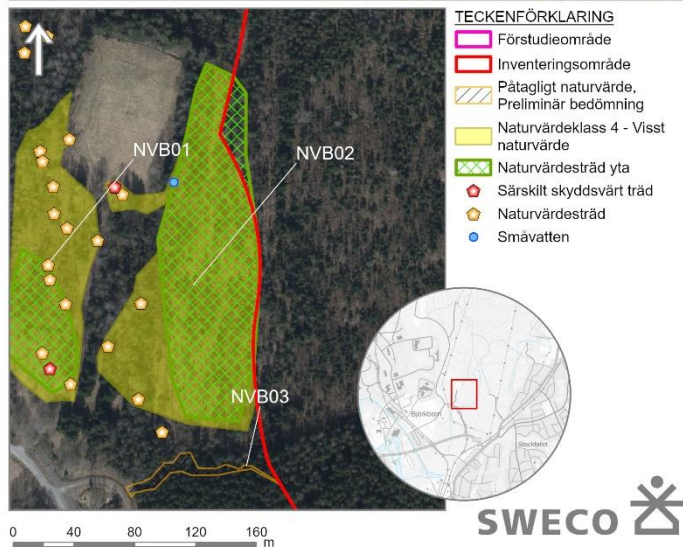 TECKENFÖRKLARING
Förstudieområde
Inventeringsområde
Påtagligt naturvärde,
Preliminär bedömning
Naturvärdeklass 4 - Visst
naturvärde
Naturvärdesträd yta
Särskilt skyddsvärt träd
Naturvärdesträd
Småvatten
NVB01
NVB02
NVB03
Björkborn
0 40 80 120 160
m
SWECO